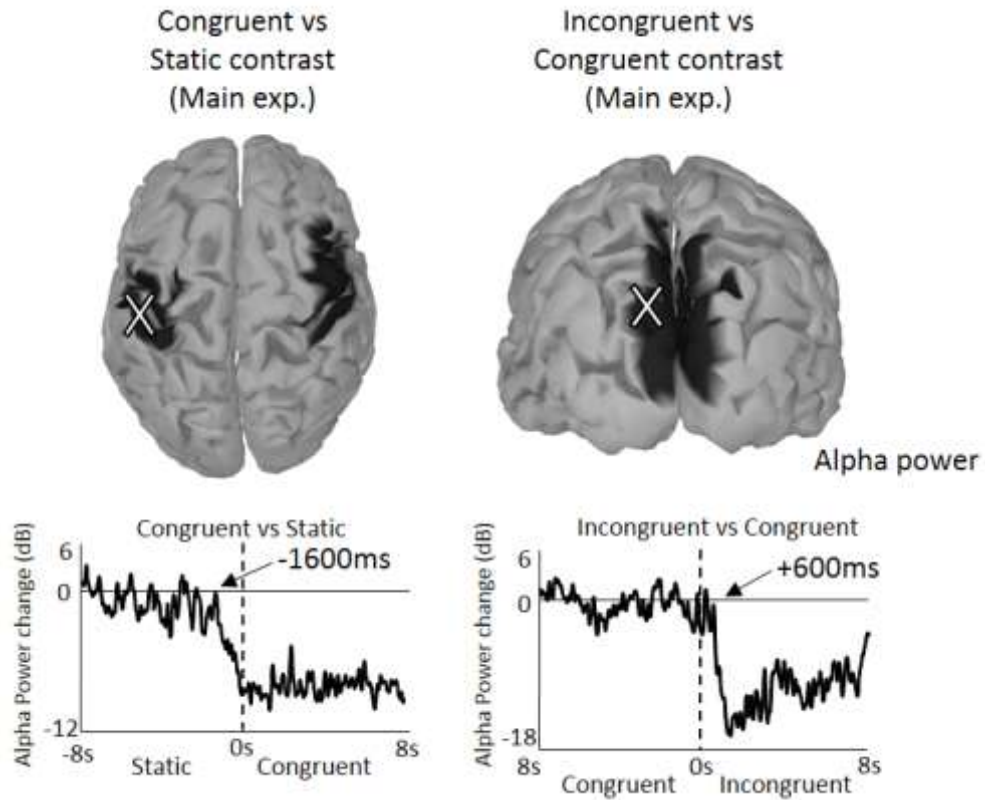 Congruent vs
Static contrast
(Main exp.)
Incongruent vs
Congruent contrast
(Main exp.)
X
X
Alpha power
Congruent vs Static
Alpha Power change (dB)
6
0
-12
-1600ms
-8s
0s
8s
Static
Congruent
Incongruent vs Congruent
Alpha Power change (dB)
6
0
-18
+600ms
8s
0s
8s
Congruent
Incongruent